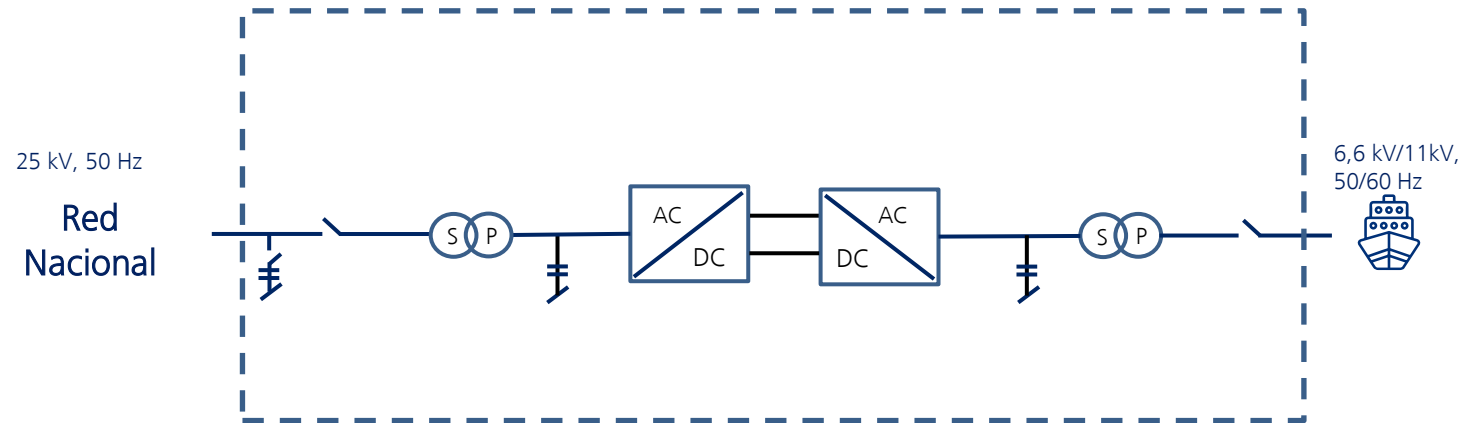 25 kV, 50 Hz
Red
Nacional
S P
AC
DC
AC
DC
S P
6,6 kV/11kV,
50/60 Hz